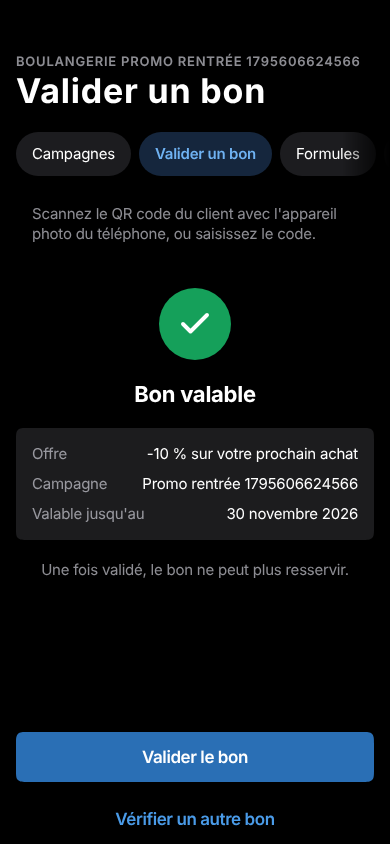 BOULANGERIE PROMO RENTRÉE 1795606624566
Valider un bon
Campagnes
Valider un bon
Formules
Scannez le QR code du client avec l'appareil
photo du téléphone, ou saisissez le code.
Bon valable
Offre -10 % sur votre prochain achat
Campagne Promo rentrée 1795606624566
Valable jusqu'au 30 novembre 2026
Une fois validé, le bon ne peut plus resservir.
Valider le bon
Vérifier un autre bon